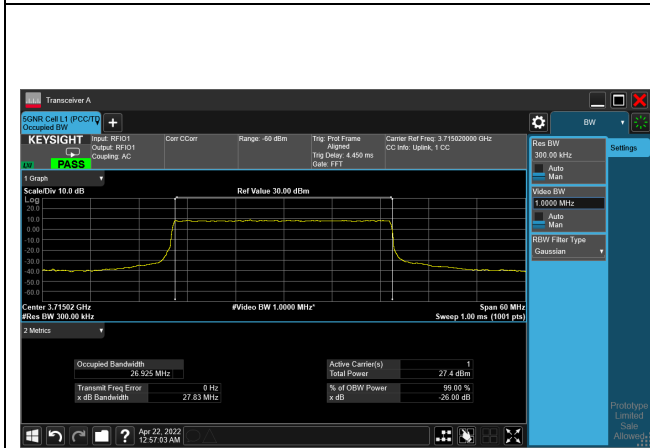 Transceiver A
5GNR Cell L1 (PCC/TD
Occupied BW
BW
KEYSIGHT
LW
PASS
Input: RFIO1
Output: RFIO1
Coupling: AC
Corr CCorr
Range: -60 dBm
Trig: Prot Frame
Aligned
Trig Delay: 4.450 ms
Gate: FFT
Carrier Ref Freq: 3.715020000 GHz
CC Info: Uplink, 1 CC
Settings
Res BW
300.00 kHz
Auto
Man
Video BW
1.0000 MHz
Auto
Man
RBW Filter Type
Gaussian
1 Graph
Scale/Div 10.0 dB
Ref Value 30.00 dBm
Log
20.0
10.0
0.00
-10.0
-20.0
-30.0
-40.0
-50.0
-60.0
Center 3.71502 GHz
#Video BW 1.0000 MHz*
Span 60 MHz
#Res BW 300.00 kHz
Sweep 1.00 ms (1001 pts)
2 Metrics
Occupied Bandwidth
26.925 MHz
Active Carrier(s) 1
Total Power 27.4 dBm
Transmit Freq Error 0 Hz
x dB Bandwidth 27.83 MHz
% of OBW Power 99.00 %
x dB -26.00 dB
Prototype
Limited
Sale
Allowed
? Apr 22, 2022
12:57:03 AM